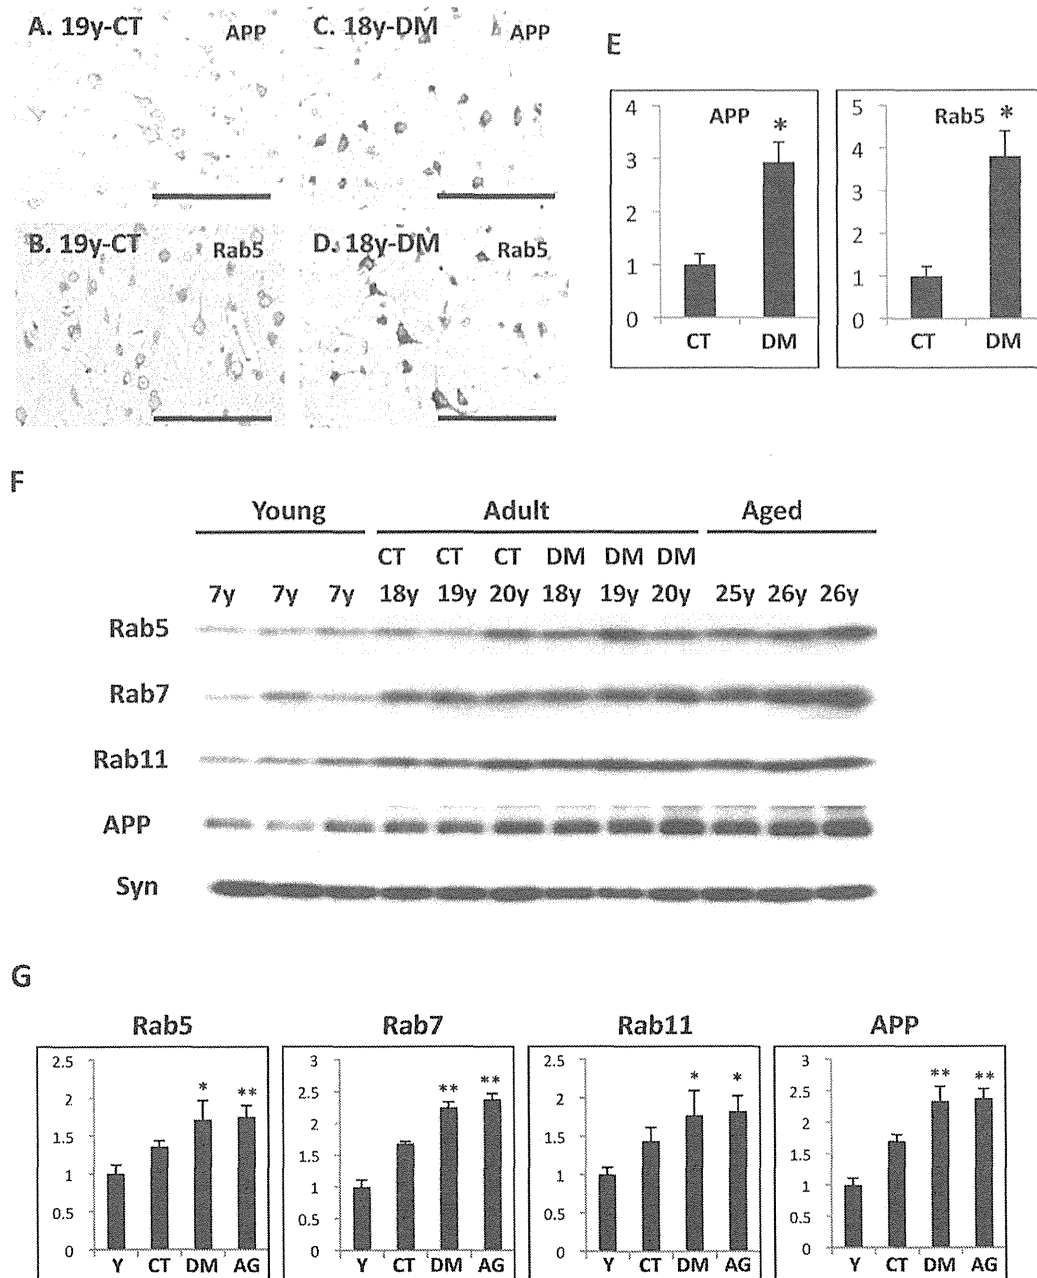 A. 19y-CT APP
C. 18y-DM APP
B. 19y-CT Rab5
D. 18y-DM Rab5
E
APP
*
4
3
2
1
0
CT DM
Rab5
*
5
4
3
2
1
0
CT DM
F
Young Adult Aged
CT CT CT DM DM DM
7y 7y 7y 18y 19y 20y 18y 19y 20y 25y 26y 26y
Rab5
Rab7
Rab11
APP
Syn
G
Rab5
2.5
2
1.5
1
0.5
0
* **
Y CT DM AG
Rab7
3
2.5
2
1.5
1
0.5
0
** **
Y CT DM AG
Rab11
2.5
2
1.5
1
0.5
0
* *
Y CT DM AG
APP
3
2.5
2
1.5
1
0.5
0
** **
Y CT DM AG